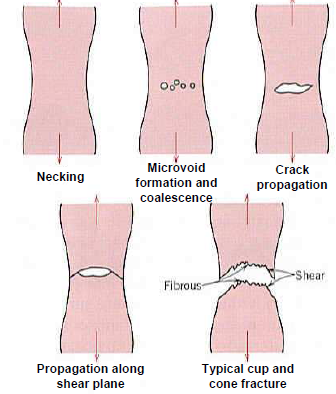 Necking
Microvoid
formation and
coalescence
Crack
propagation
Fibrous
Shear
Propagation along
shear plane
Typical cup and
cone fracture